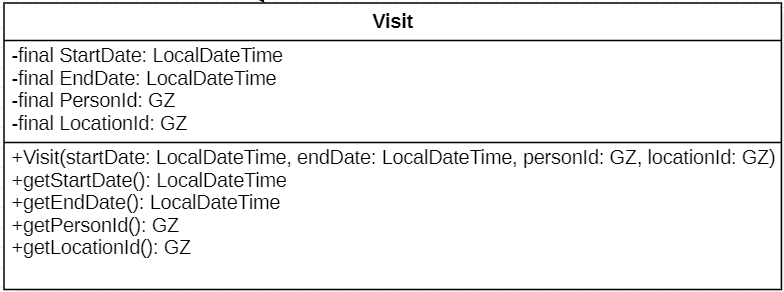 Visit
-final StartDate: LocalDateTime
-final EndDate: LocalDateTime
-final PersonId: GZ
-final LocationId: GZ
+Visit(startDate: LocalDateTime, endDate: LocalDateTime, personId: GZ, locationId: GZ)
+getStartDate(): LocalDateTime
+getEndDate(): LocalDateTime
+getPersonId(): GZ
+getLocationId(): GZ